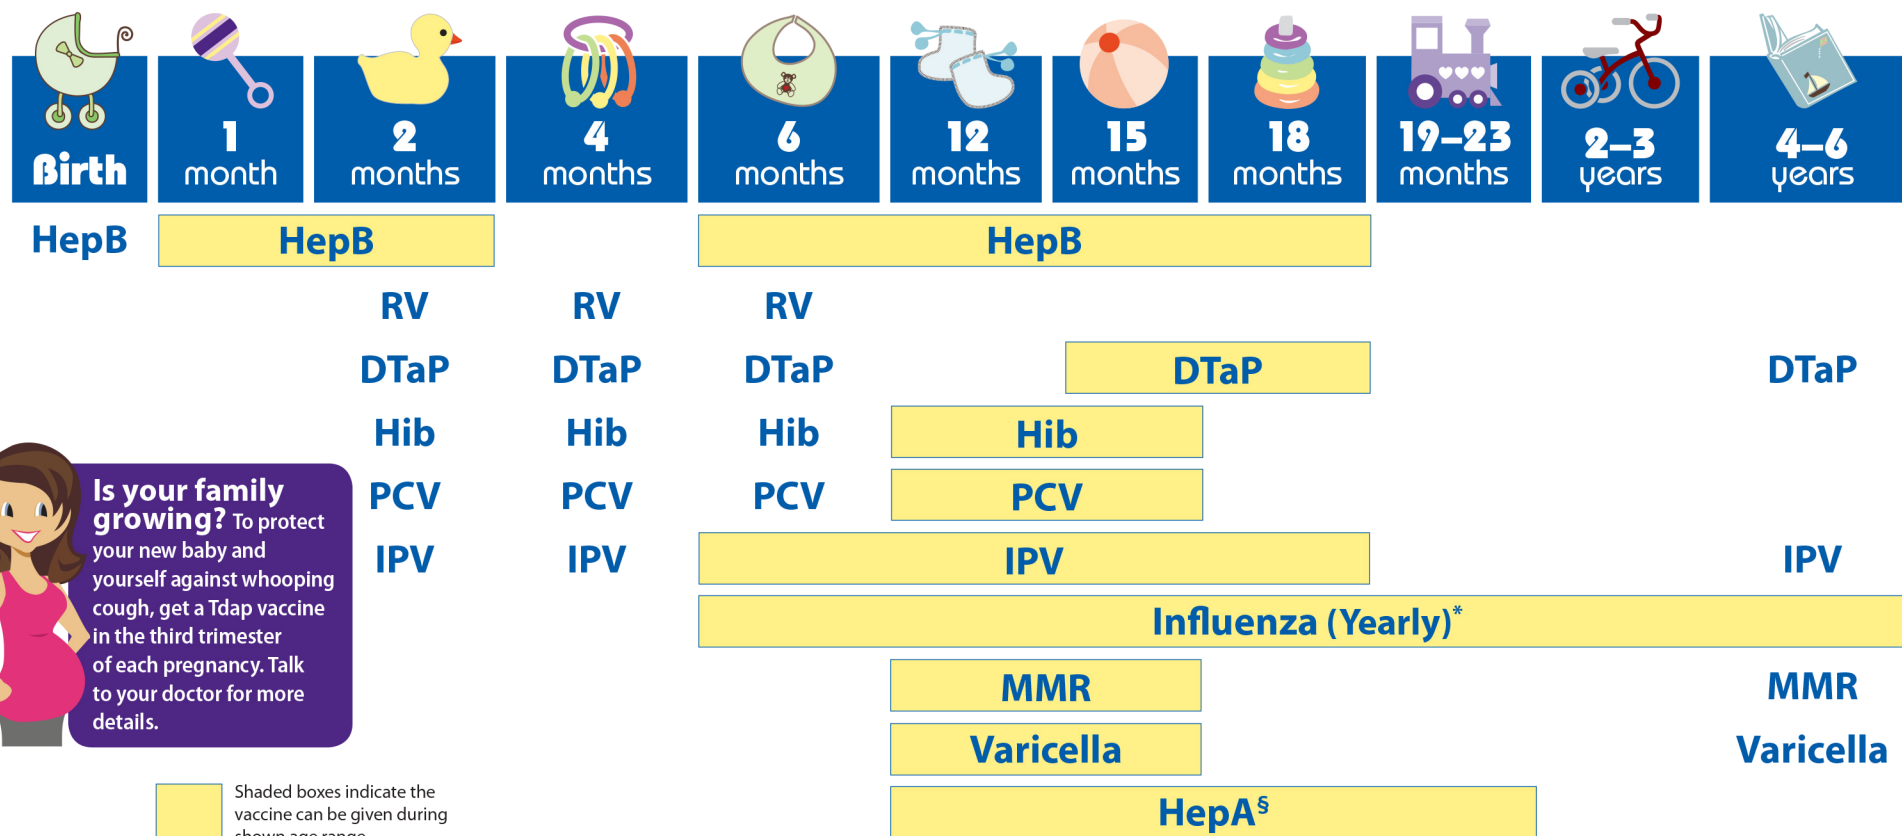 Birth
1
month
2
months
4
months
6
months
12
months
15
months
18
months
19–23
months
2–3
years
4–6
years
HepB HepB HepB
RV RV RV
DTaP DTaP DTaP DTaP DTaP
Hib Hib Hib Hib
PCV PCV PCV PCV
IPV IPV IPV IPV
Influenza (Yearly)*
MMR MMR
Varicella Varicella
HepA§
Is your family
growing? To protect
your new baby and
yourself against whooping
cough, get a Tdap vaccine
in the third trimester
of each pregnancy. Talk
to your doctor for more
details.
Shaded boxes indicate the
vaccine can be given during
shown age range.